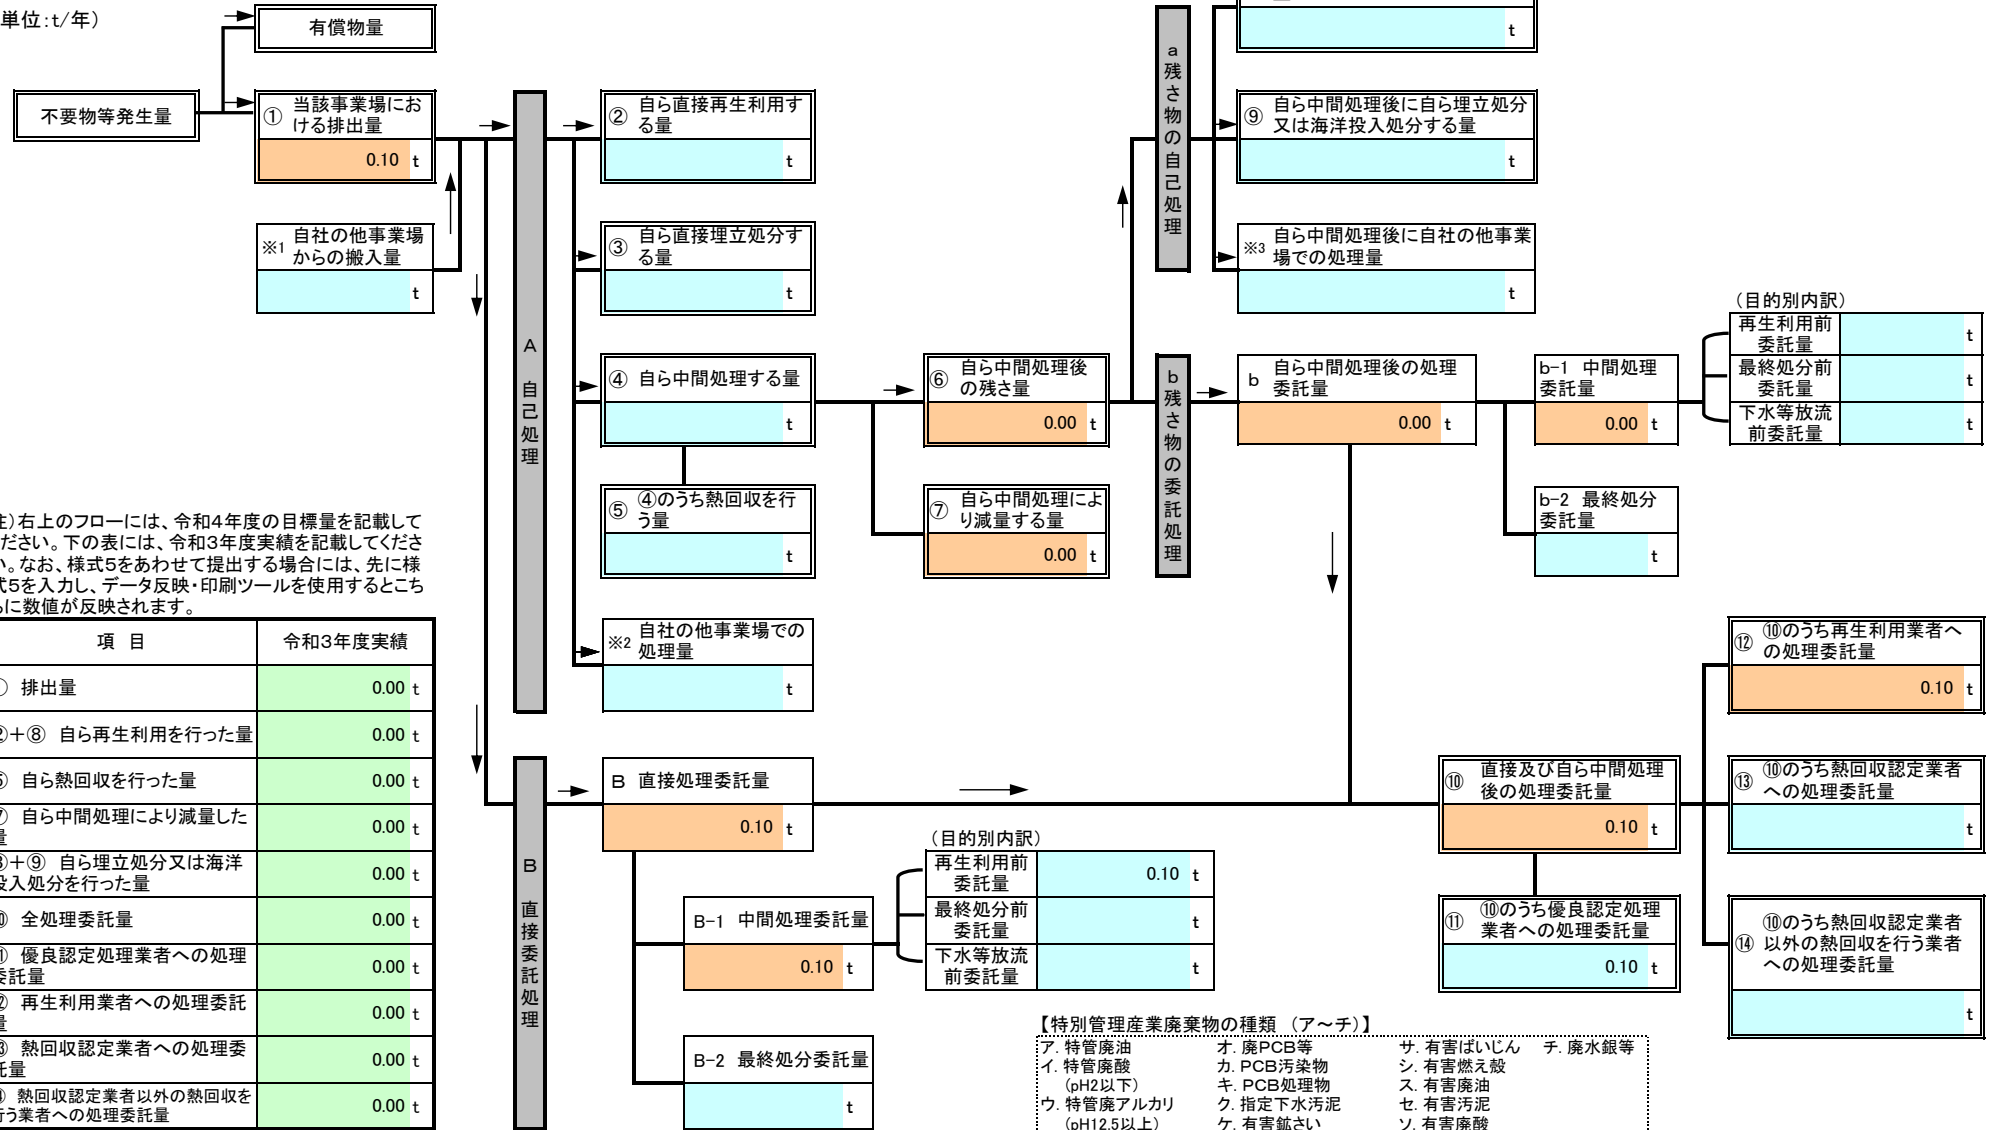 単位:t/年）
有償物量
不要物等発生量
① 当該事業場にお
ける排出量
0.10 t
※1 自社の他事業場
からの搬入量
t
A 自己処理
② 自ら直接再生利用す
る量
t
③ 自ら直接埋立処分す
る量
t
④ 自ら中間処理する量
t
⑤ ④のうち熱回収を行
う量
t
※2 自社の他事業場での
処理量
t
⑥ 自ら中間処理後
の残さ量
0.00 t
⑦ 自ら中間処理によ
り減量する量
0.00 t
a 残さ物の自己処理
t
⑨ 自ら中間処理後に自ら埋立処分
又は海洋投入処分する量
t
※3 自ら中間処理後に自社の他事業
場での処理量
t
b 残さ物の委託処理
b 自ら中間処理後の処理
委託量
0.00 t
b-1 中間処理
委託量
0.00 t
b-2 最終処分
委託量
t
（目的別内訳）
再生利用前
委託量
t
最終処分前
委託量
t
下水等放流
前委託量
t
)右上のフローには、令和4年度の目標量を記載して
ださい。下の表には、令和3年度実績を記載してくださ
。なお、様式5をあわせて提出する場合には、先に様
式5を入力し、データ反映・印刷ツールを使用するとこち
に数値が反映されます。
項 目 令和3年度実績
排出量 0.00 t
＋⑧ 自ら再生利用を行った量 0.00 t
自ら熱回収を行った量 0.00 t
自ら中間処理により減量した
量
0.00 t
＋⑨ 自ら埋立処分又は海洋
投入処分を行った量
0.00 t
全処理委託量 0.00 t
優良認定処理業者への処理
委託量
0.00 t
再生利用業者への処理委託
量
0.00 t
熱回収認定業者への処理委
託量
0.00 t
熱回収認定業者以外の熱回収を
行う業者への処理委託量
0.00 t
B 直接委託処理
B 直接処理委託量
0.10 t
B-1 中間処理委託量
0.10 t
B-2 最終処分委託量
t
（目的別内訳）
再生利用前
委託量
0.10 t
最終処分前
委託量
t
下水等放流
前委託量
t
⑩ 直接及び自ら中間処理
後の処理委託量
0.10 t
⑪ ⑩のうち優良認定処理
業者への処理委託量
0.10 t
⑫ ⑩のうち再生利用業者へ
の処理委託量
0.10 t
⑬ ⑩のうち熱回収認定業者
への処理委託量
t
⑭ ⑩のうち熱回収認定業者
以外の熱回収を行う業者
への処理委託量
t
【特別管理産業廃棄物の種類 （ア～チ）】
ア. 特管廃油 オ. 廃PCB等 サ. 有害ばいじん チ. 廃水銀等
イ. 特管廃酸 カ. PCB汚染物 シ. 有害燃え殻
（pH2以下） キ. PCB処理物 ス. 有害廃油
ウ. 特管廃アルカリ ク. 指定下水汚泥 セ. 有害汚泥
（pH12.5以上） ケ. 有害鉱さい ソ. 有害廃酸